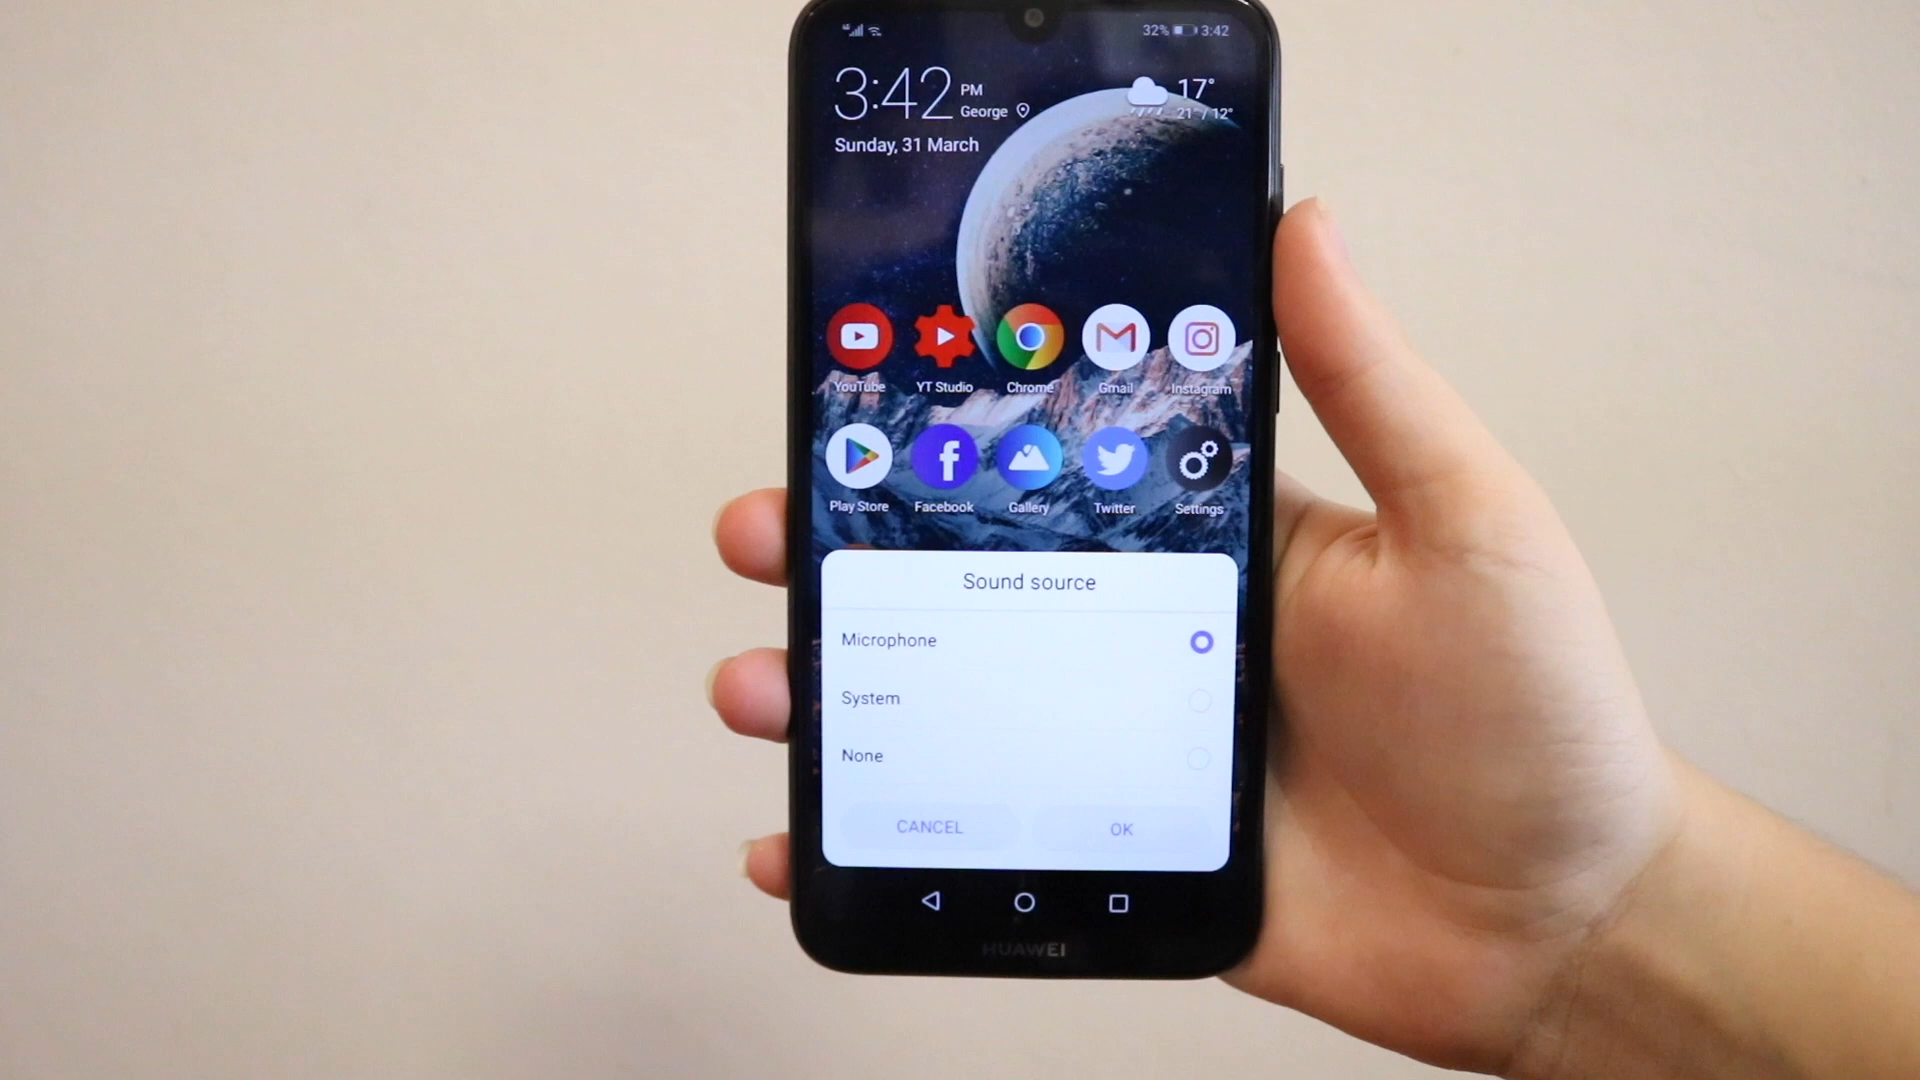 32% 3:42
3:42 PM
George
17°
21°/12°
Sunday, 31 March
YouTube YT Studio Chrome Gmail Instagram
Play Store Facebook Gallery Twitter Settings
Sound source
Microphone
System
None
CANCEL OK
HUAWEI